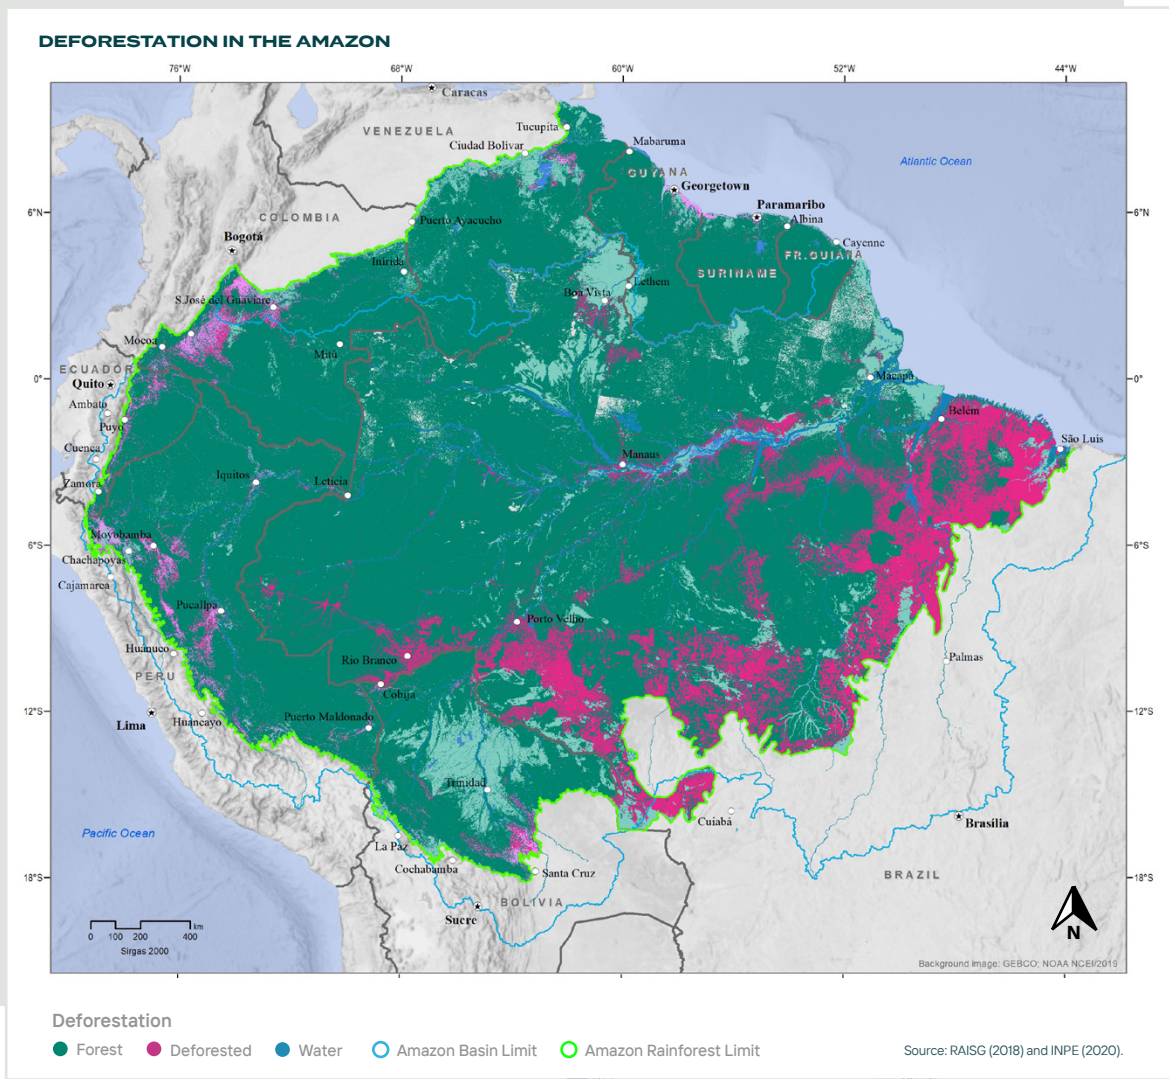 DEFORESTATION IN THE AMAZON
76°W
68°W
60°W
52°W
44°W
Caracas
VENEZUELA
Tucupita
Ciudad Bolivar
Mabaruma
GUYANA
Atlantic Ocean
Georgetown
Paramaribo
6°N
6°N
COLOMBIA
Puerto Ayacucho
Albina
Bogotá
Cayenne
FR.GUIANA
Inirida
SURINAME
Lethem
S.José del Guaviare
Boa Vista
Mocoa
Mitú
ECUADOR
0°
0°
Quito
Macapá
Ambato
Belém
Puyo
São Luis
Cuenca
Manaus
Iquitos
Leticia
Zamora
Moyobamba
6°S
6°S
Chachapoyas
Cajamarca
Pucallpa
Porto Velho
Huanuco
Rio Branco
Palmas
PERU
Cobija
12°S
12°S
Lima
Huancayo
Puerto Maldonado
Trinidad
Cuiabá
Brasilia
Pacific Ocean
La Paz
Cochabamba
Santa Cruz
BRAZIL
18°S
18°S
BOLIVIA
Sucre
0 100 200 400 km
Sirgas 2000
N
Background image: GEBCO; NOAA NCEI/2019
Deforestation
Forest Deforested Water Amazon Basin Limit Amazon Rainforest Limit
Source: RAISG (2018) and INPE (2020).